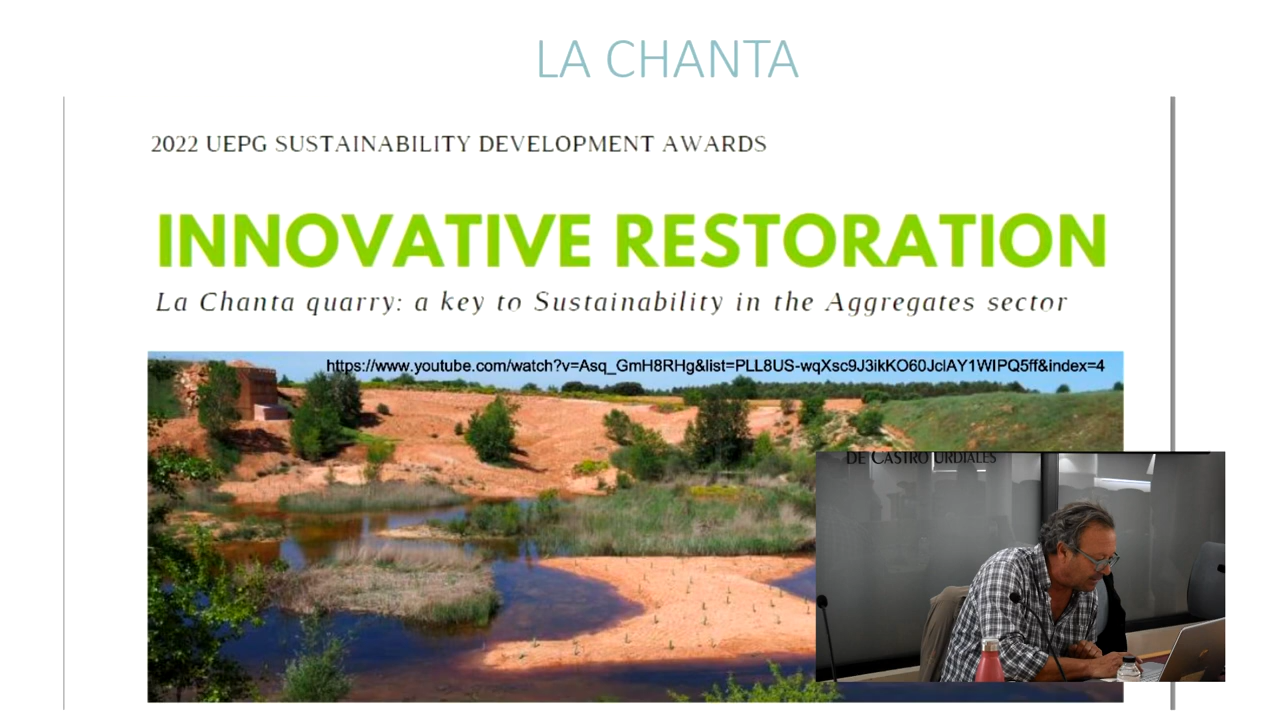 LA CHANTA
2022 UEPG SUSTAINABILITY DEVELOPMENT AWARDS
INNOVATIVE RESTORATION
La Chanta quarry: a key to Sustainability in the Aggregates sector
https://www.youtube.com/watch?v=Asq_GmH8RHg&list=PLL8US-wqXsc9J3ikKO60JclAY1WIPQ5ff&index=4
DE CASTRO URDIALES